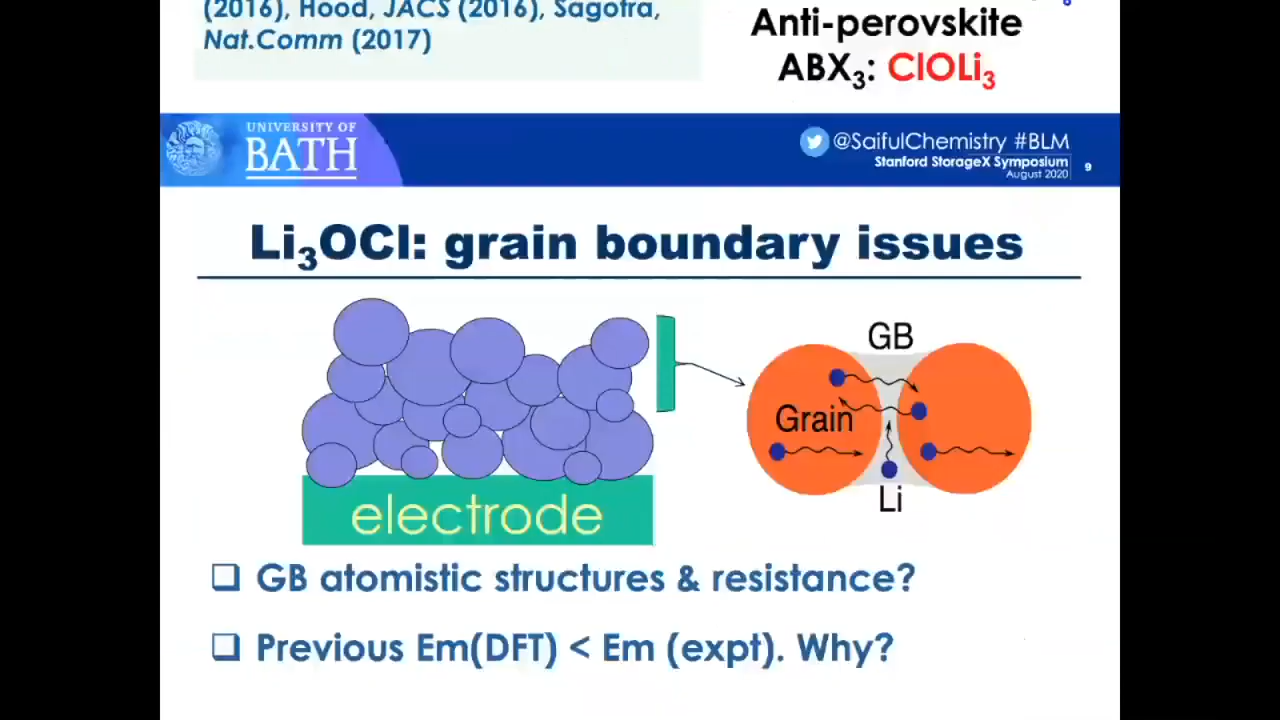 (2016), Hood, JACS (2016), Sagotra,
Nat.Comm (2017)
Anti-perovskite
ABX₃: ClOLi₃
UNIVERSITY OF
BATH
@SaifulChemistry #BLM
Stanford StorageX Symposium
August 2020
9
Li₃OCl: grain boundary issues
GB
Grain
Li
electrode
❑ GB atomistic structures & resistance?
❑ Previous Em(DFT) < Em (expt). Why?